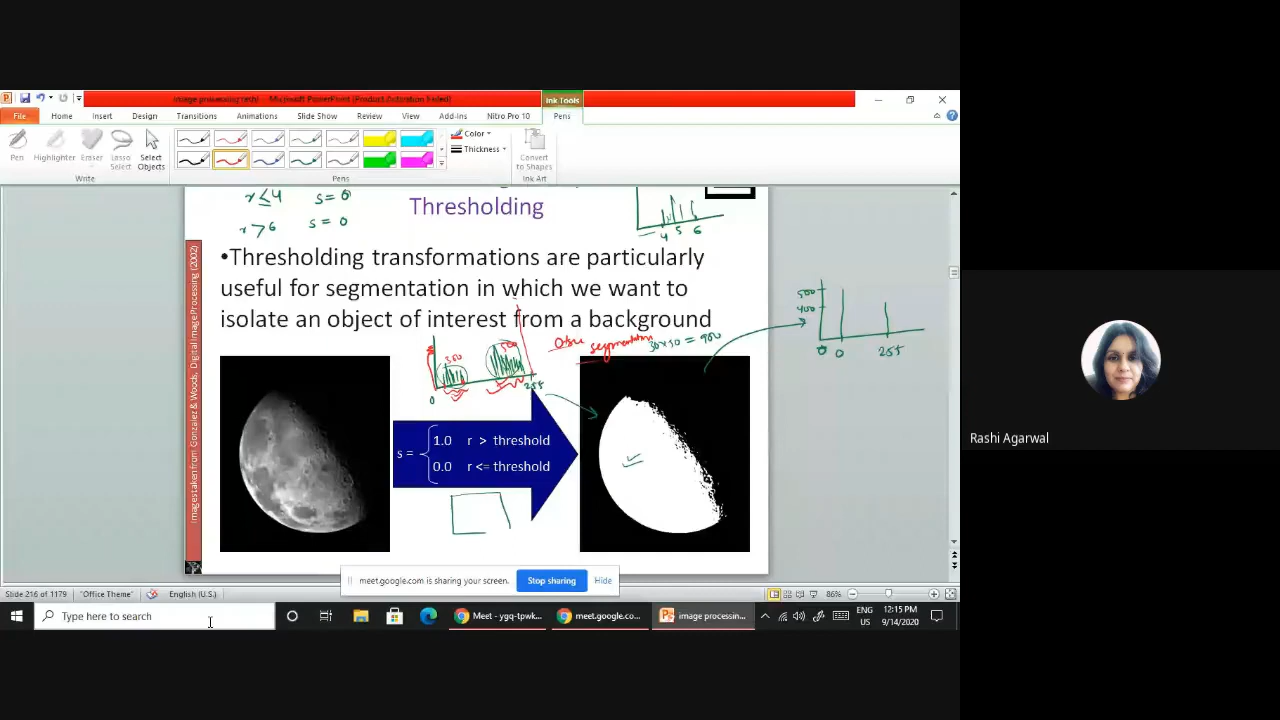 Ink Tools
File Home Insert Design Transitions Animations Slide Show Review View Add-Ins Nitro Pro 10 Pens
Pen Highlighter Eraser Lasso Select Select Objects Color Thickness Convert to Shapes
Write Pens Ink Art
r ≤ 4 s = 0
r > 6 s = 0
4 5 6
Thresholding
•Thresholding transformations are particularly
useful for segmentation in which we want to
isolate an object of interest from a background
Images taken from Gonzalez & Woods, Digital Image Processing (2002)
segmentation
30x30 = 900
500
400
0 0 255
0 255
s =
1.0 r > threshold
0.0 r <= threshold
Rashi Agarwal
meet.google.com is sharing your screen. Stop sharing Hide
Slide 216 of 1179 "Office Theme" English (U.S.) 86%
Type here to search
Meet - ygq-tpwk... meet.google.co... image processin...
ENG
US
12:15 PM
9/14/2020